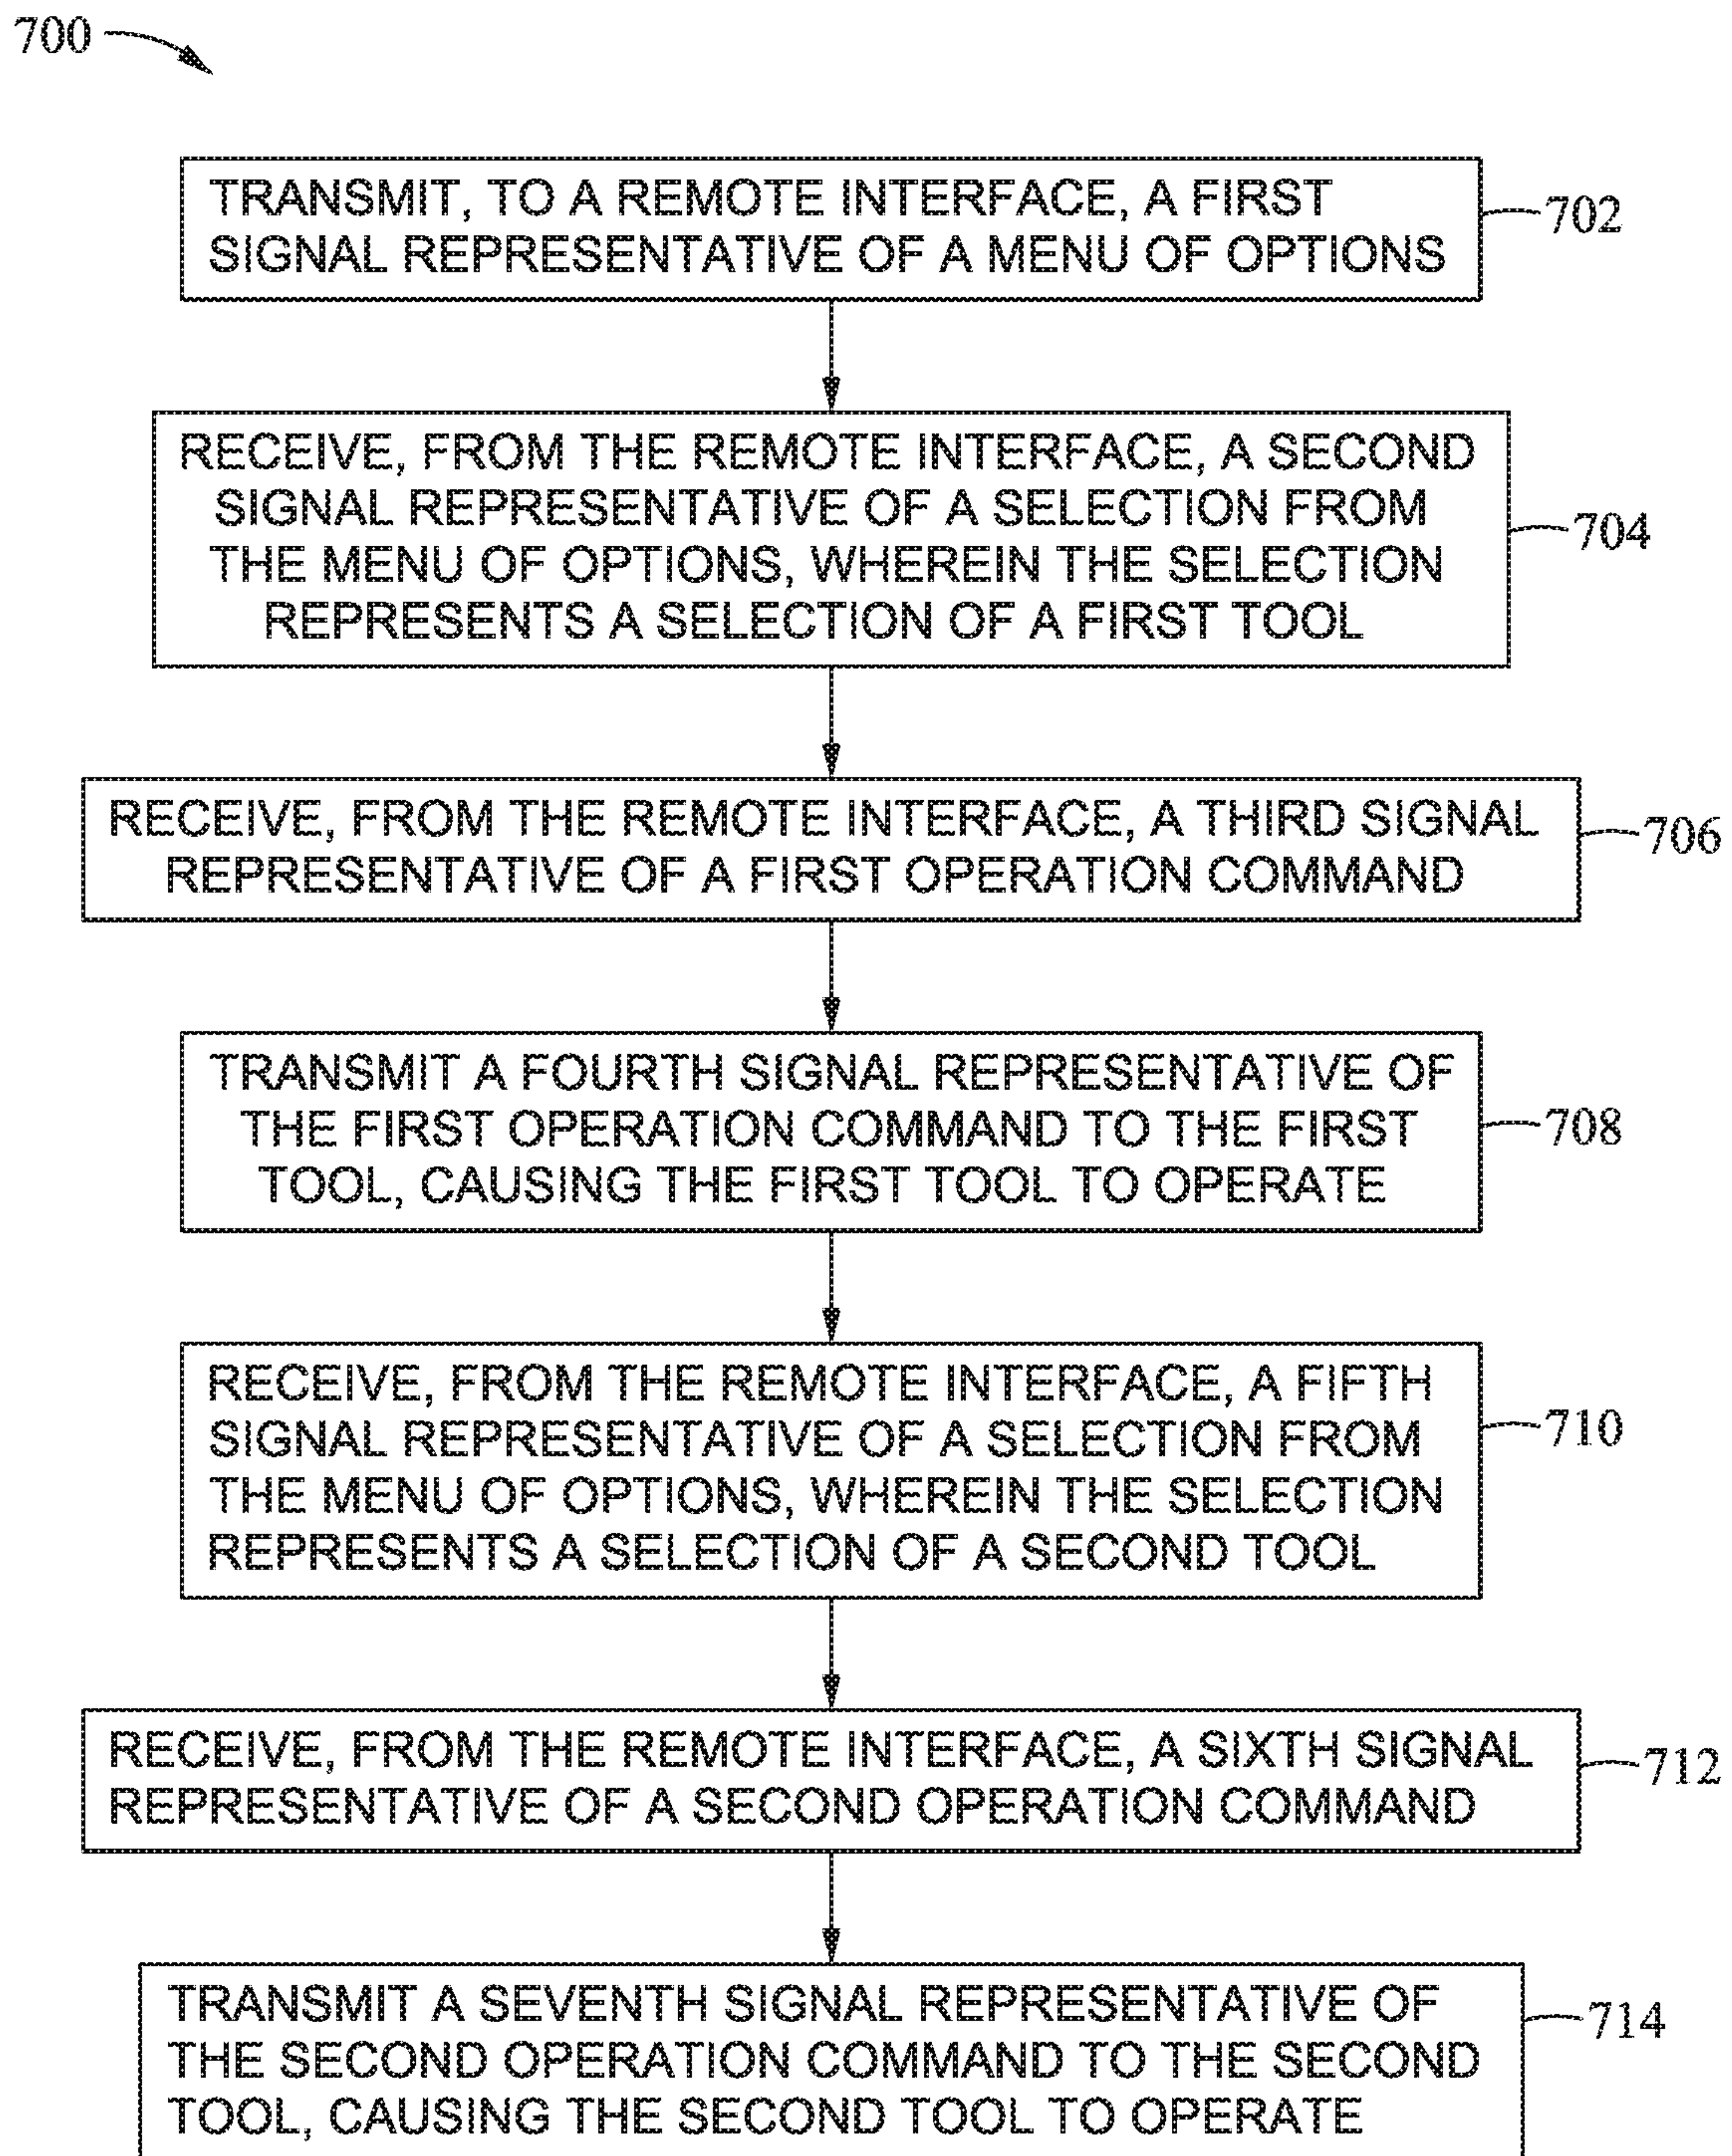 700
TRANSMIT, TO A REMOTE INTERFACE, A FIRST
SIGNAL REPRESENTATIVE OF A MENU OF OPTIONS
702
RECEIVE, FROM THE REMOTE INTERFACE, A SECOND
SIGNAL REPRESENTATIVE OF A SELECTION FROM
THE MENU OF OPTIONS, WHEREIN THE SELECTION
REPRESENTS A SELECTION OF A FIRST TOOL
704
RECEIVE, FROM THE REMOTE INTERFACE, A THIRD SIGNAL
REPRESENTATIVE OF A FIRST OPERATION COMMAND
706
TRANSMIT A FOURTH SIGNAL REPRESENTATIVE OF
THE FIRST OPERATION COMMAND TO THE FIRST
TOOL, CAUSING THE FIRST TOOL TO OPERATE
708
RECEIVE, FROM THE REMOTE INTERFACE, A FIFTH
SIGNAL REPRESENTATIVE OF A SELECTION FROM
THE MENU OF OPTIONS, WHEREIN THE SELECTION
REPRESENTS A SELECTION OF A SECOND TOOL
710
RECEIVE, FROM THE REMOTE INTERFACE, A SIXTH SIGNAL
REPRESENTATIVE OF A SECOND OPERATION COMMAND
712
TRANSMIT A SEVENTH SIGNAL REPRESENTATIVE OF
THE SECOND OPERATION COMMAND TO THE SECOND
TOOL, CAUSING THE SECOND TOOL TO OPERATE
714